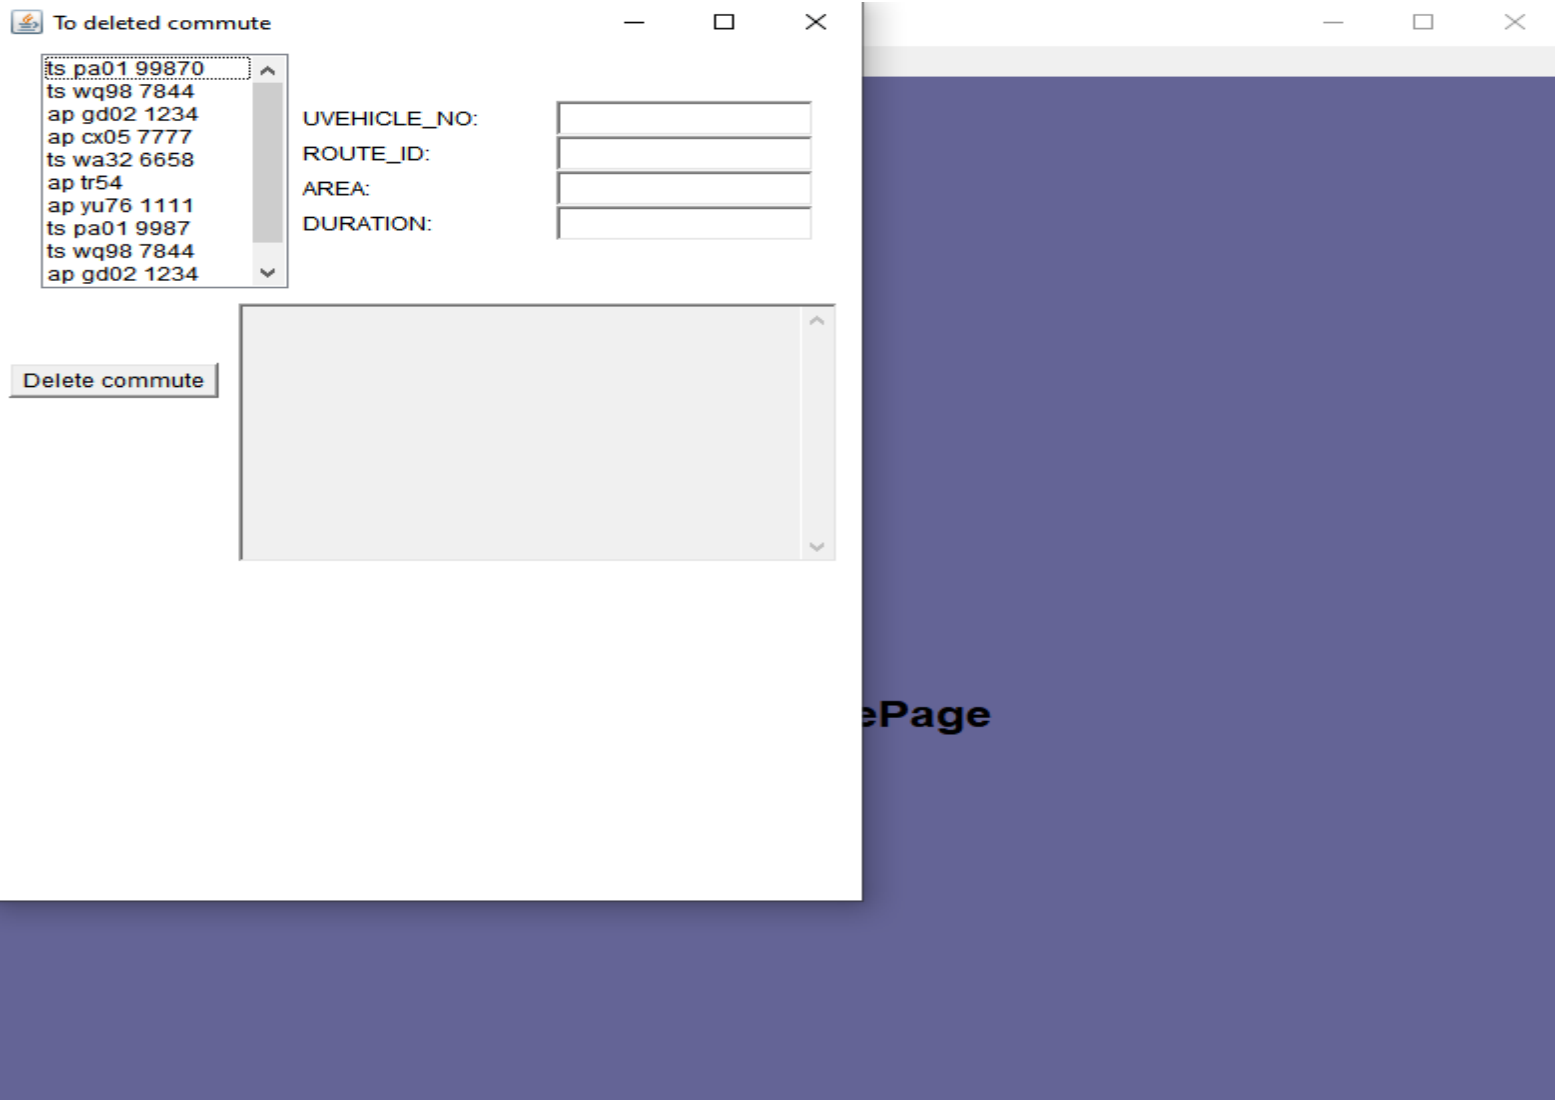 To deleted commute
ts pa01 99870
ts wq98 7844
ap gd02 1234
ap cx05 7777
ts wa32 6658
ap tr54
ap yu76 1111
ts pa01 9987
ts wq98 7844
ap gd02 1234
UVEHICLE_NO:
ROUTE_ID:
AREA:
DURATION:
Delete commute
ePage